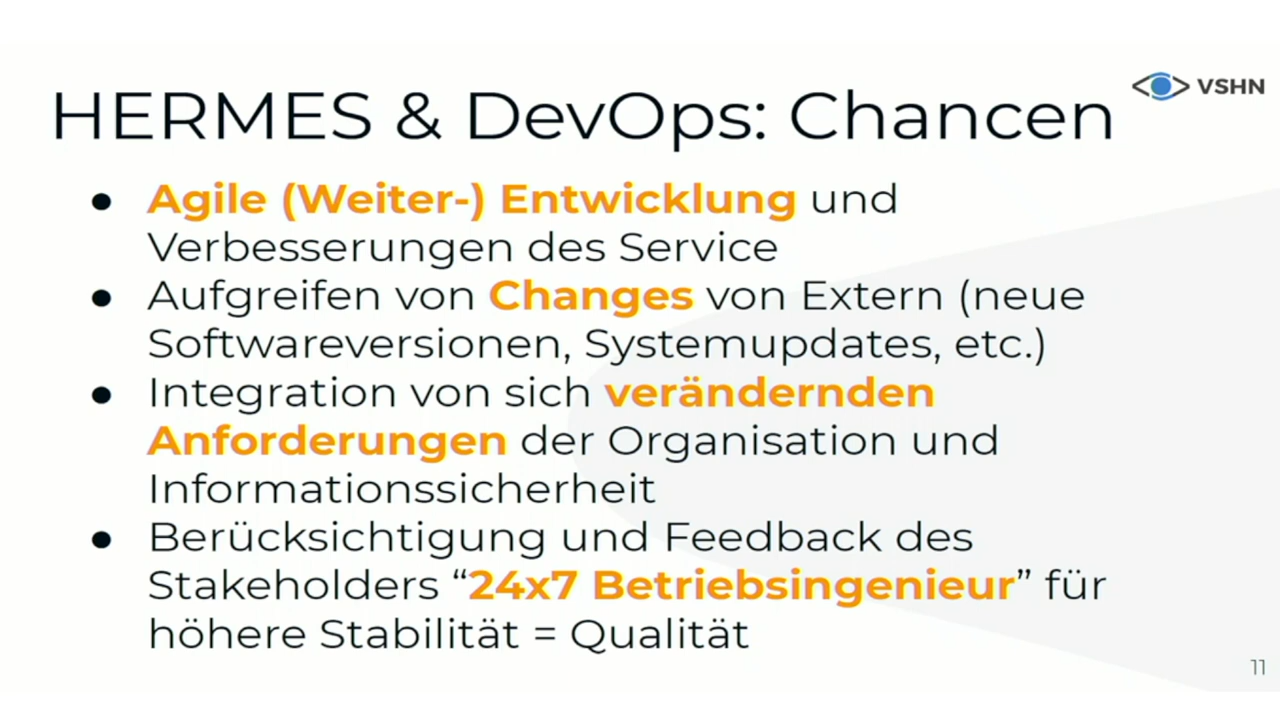 VSHN
HERMES & DevOps: Chancen
● Agile (Weiter-) Entwicklung und
Verbesserungen des Service
● Aufgreifen von Changes von Extern (neue
Softwareversionen, Systemupdates, etc.)
● Integration von sich verändernden
Anforderungen der Organisation und
Informationssicherheit
● Berücksichtigung und Feedback des
Stakeholders “24x7 Betriebsingenieur” für
höhere Stabilität = Qualität
11